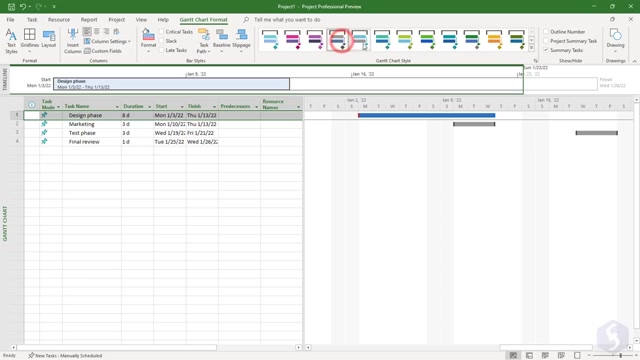 Project1 - Project Professional Preview
File Task Resource Report Project View Help Gantt Chart Format Tell me what you want to do
Text Styles
Gridlines
Layout
Insert Column
Column Settings
Format
Columns
Critical Tasks
Slack
Late Tasks
Task Path
Bar Styles
Gantt Chart Style
Outline Number
Project Summary Task
Summary Tasks
Show/Hide
Drawing
Drawings
TIMELINE
Start
Mon 1/3/22
Jan 9, '22
Jan 16, '22
Sun 1/23/22
Finish
Wed 1/26/22
Design phase
Mon 1/3/22 - Thu 1/13/22
Task Mode Task Name Duration Start Finish Predecessors Resource Names
Jan 2, '22 Jan 9, '22 Jan 16, '22
T F S S M T W T F S S M T W T F S S M T W T F S
1 Design phase 8 d Mon 1/3/22 Thu 1/13/22
2 Marketing 3 d Mon 1/10/22 Thu 1/13/22
3 Test phase 3 d Wed 1/19/22 Fri 1/21/22
4 Final review 1 d Tue 1/25/22 Wed 1/26/22
GANTT CHART
Ready New Tasks : Manually Scheduled